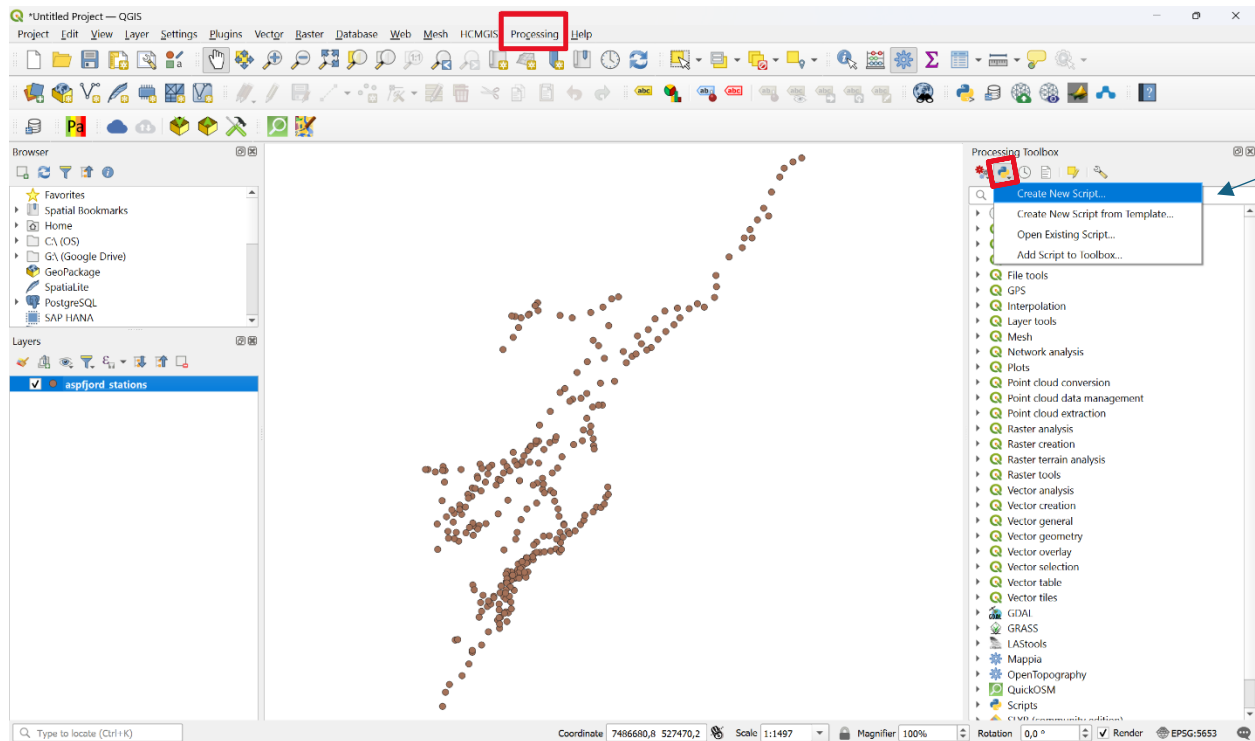 *Untitled Project — QGIS
Project Edit View Layer Settings Plugins Vector Raster Database Web Mesh HCMGIS Processing Help
Browser
Favorites
Spatial Bookmarks
Home
C:\ (OS)
G:\ (Google Drive)
GeoPackage
SpatiaLite
PostgreSQL
SAP HANA
Layers
aspfjord stations
Processing Toolbox
Create New Script...
Create New Script from Template...
Open Existing Script...
Add Script to Toolbox...
File tools
GPS
Interpolation
Layer tools
Mesh
Network analysis
Plots
Point cloud conversion
Point cloud data management
Point cloud extraction
Raster analysis
Raster creation
Raster terrain analysis
Raster tools
Vector analysis
Vector creation
Vector general
Vector geometry
Vector overlay
Vector selection
Vector table
Vector tiles
GDAL
GRASS
LAStools
Mappia
OpenTopography
QuickOSM
Scripts
Type to locate (Ctrl+K)
Coordinate 7486680,8 527470,2 Scale 1:1497 Magnifier 100% Rotation 0,0 ° Render EPSG:5653